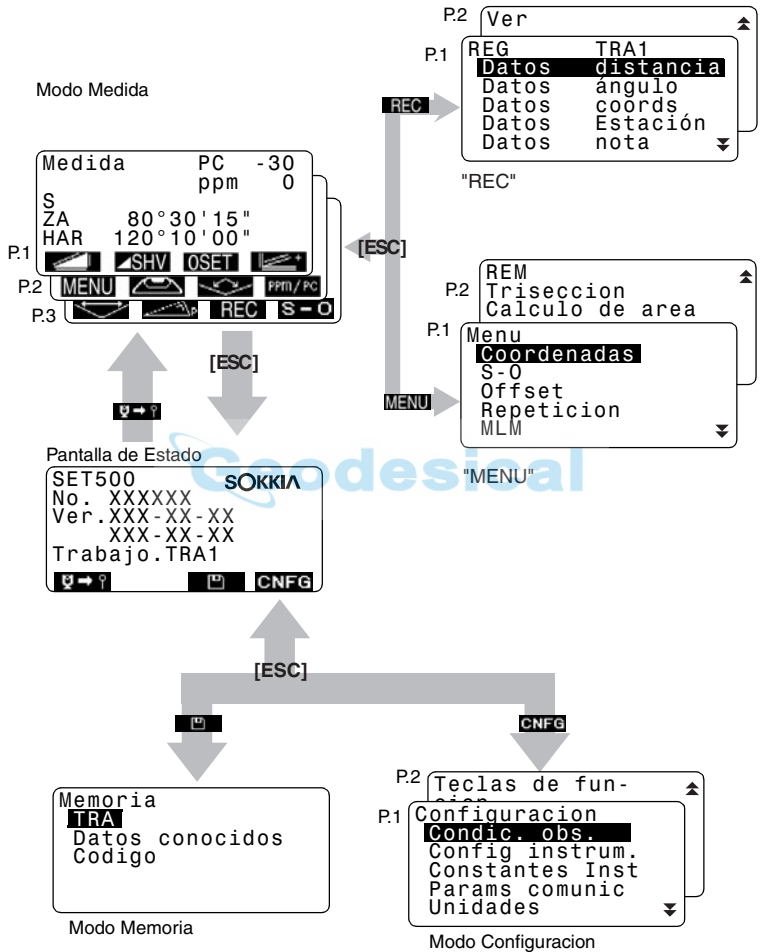 P.2
Ver
P.1
REG TRA1
Datos distancia
Datos ángulo
Datos coords
Datos Estación
Datos nota
"REC"
REC
Modo Medida
Medida PC -30
ppm 0
S
ZA 80°30'15"
HAR 120°10'00"
P.1
SHV 0SET
P.2
MENU PPm/PC
P.3
REC S-O
[ESC]
[ESC]
REM
P.2
Triseccion
Calculo de area
P.1
Menu
Coordenadas
S-O
Offset
Repeticion
MLM
"MENU"
MENU
Geodesical
Pantalla de Estado
SET500 SOKKIA
No. XXXXXX
Ver.XXX-XX-XX
XXX-XX-XX
Trabajo.TRA1
CNFG
[ESC]
CNFG
Memoria
TRA
Datos conocidos
Codigo
Modo Memoria
P.2
Teclas de fun-
cion
P.1
Configuracion
Condic. obs.
Config instrum.
Constantes Inst
Params comunic
Unidades
Modo Configuracion